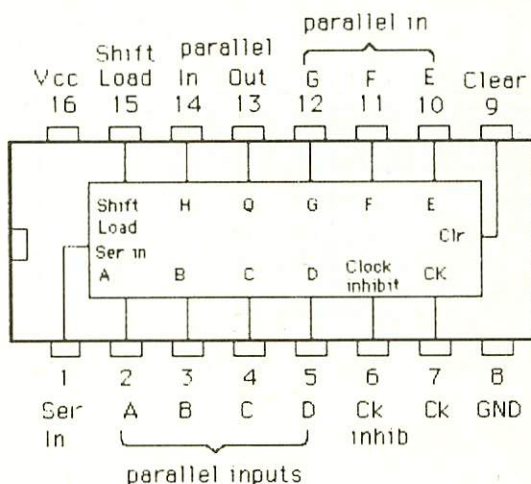 parallel in
Shift parallel
Vcc Load In Out G F E Clear
16 15 14 13 12 11 10 9
Shift H Q G F E
Load
Clr
Ser in
A B C D Clock CK
inhibit
1 2 3 4 5 6 7 8
Ser A B C D Ck Ck GND
In inhib
parallel inputs